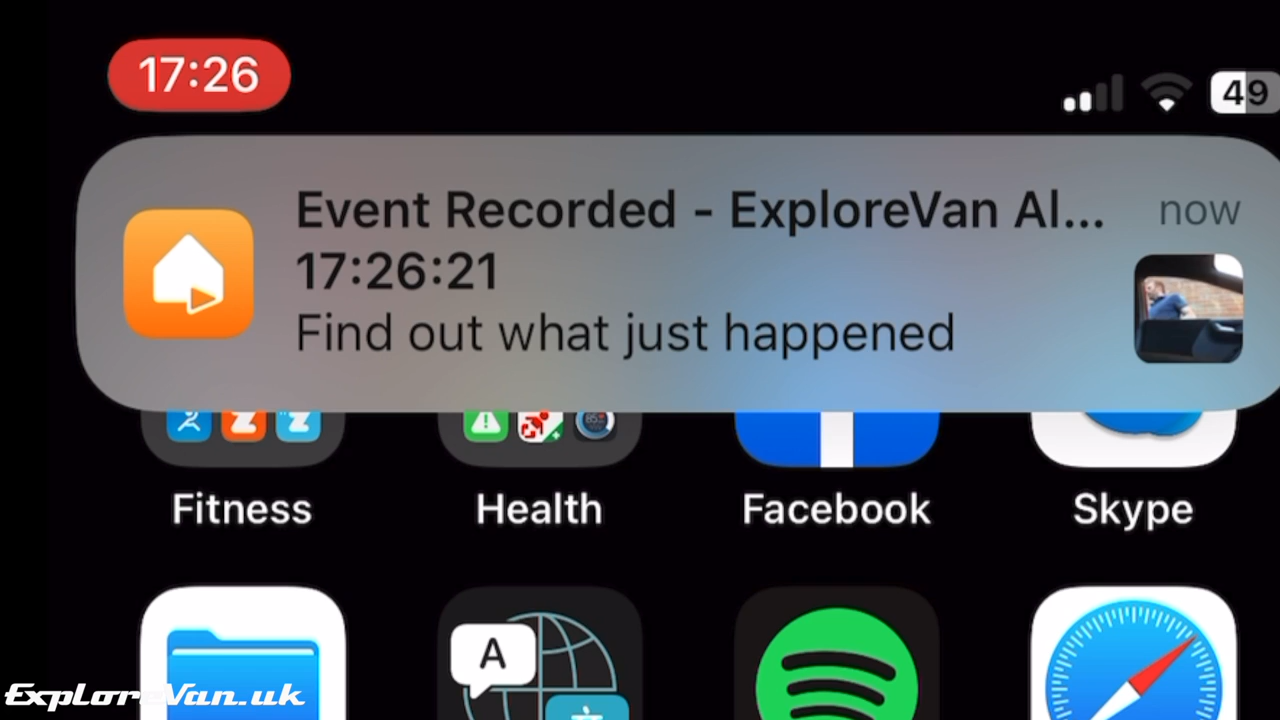 17:26
49
Event Recorded - ExploreVan Al...
now
17:26:21
Find out what just happened
Fitness
Health
Facebook
Skype
A
ExploreVan.uk